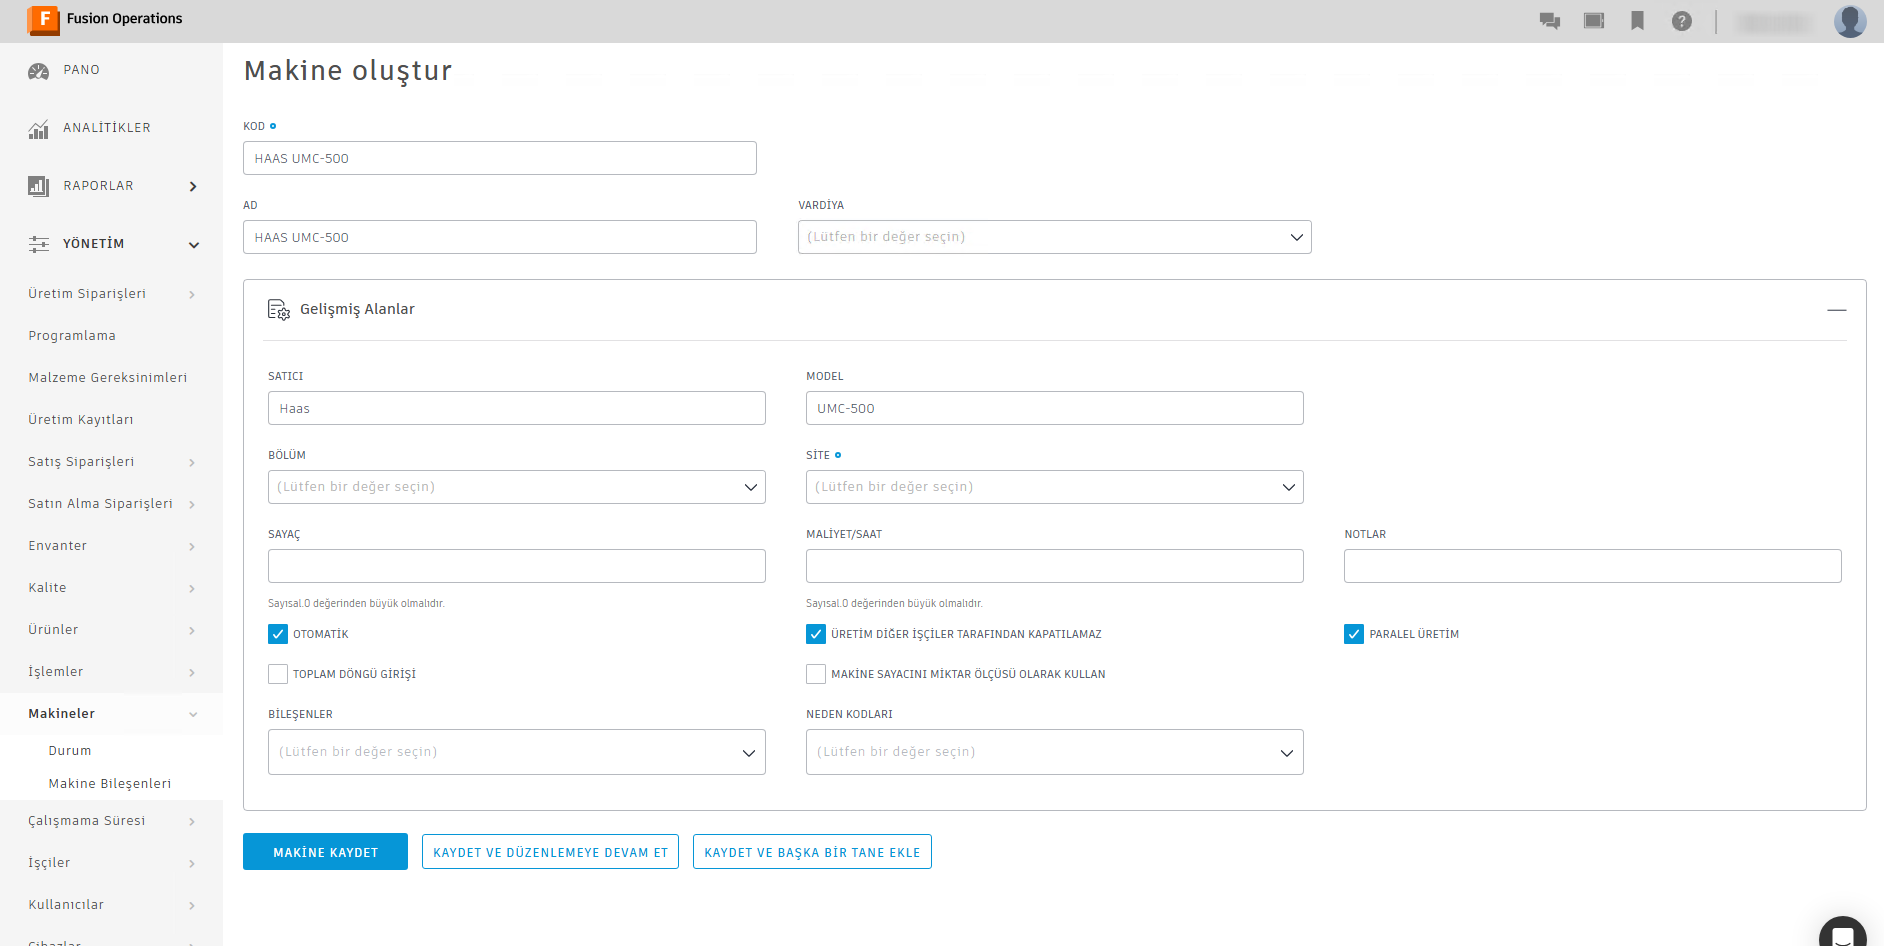 F Fusion Operations
PANO
ANALİTİKLER
RAPORLAR
YÖNETİM
Üretim Siparişleri
Programlama
Malzeme Gereksinimleri
Üretim Kayıtları
Satış Siparişleri
Satın Alma Siparişleri
Envanter
Kalite
Ürünler
İşlemler
Makineler
Durum
Makine Bileşenleri
Çalışmama Süresi
İşçiler
Kullanıcılar
Cihazlar
Makine oluştur
KOD
HAAS UMC-500
AD
HAAS UMC-500
VARDİYA
(Lütfen bir değer seçin)
Gelişmiş Alanlar
SATICI
Haas
MODEL
UMC-500
BÖLÜM
(Lütfen bir değer seçin)
SİTE
(Lütfen bir değer seçin)
SAYAÇ
Sayısal.0 değerinden büyük olmalıdır.
MALİYET/SAAT
Sayısal.0 değerinden büyük olmalıdır.
NOTLAR
OTOMATİK
ÜRETİM DİĞER İŞÇİLER TARAFINDAN KAPATILAMAZ
PARALEL ÜRETİM
TOPLAM DÖNGÜ GİRİŞİ
MAKİNE SAYACINI MİKTAR ÖLÇÜSÜ OLARAK KULLAN
BİLEŞENLER
(Lütfen bir değer seçin)
NEDEN KODLARI
(Lütfen bir değer seçin)
MAKİNE KAYDET
KAYDET VE DÜZENLEMEYE DEVAM ET
KAYDET VE BAŞKA BİR TANE EKLE